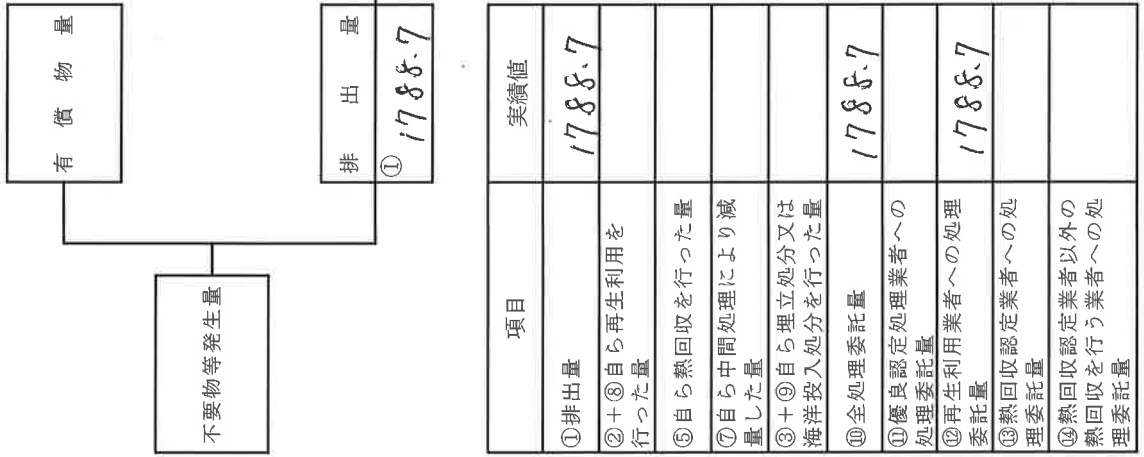 有償物量
不要物等発生量
排出量
① 1788.7
項目 実績値
①排出量 1788.7
②+⑧自ら再生利用を
行った量
⑤自ら熱回収を行った量
⑦自ら中間処理により減
量した量
③+⑨自ら埋立処分又は
海洋投入処分を行った量
⑩全処理委託量 1788.7
⑪優良認定処理業者への
処理委託量
⑫再生利用業者への処理
委託量 1788.7
⑬熱回収認定業者への処
理委託量
⑭熱回収認定業者以外の
熱回収を行う業者への処
理委託量